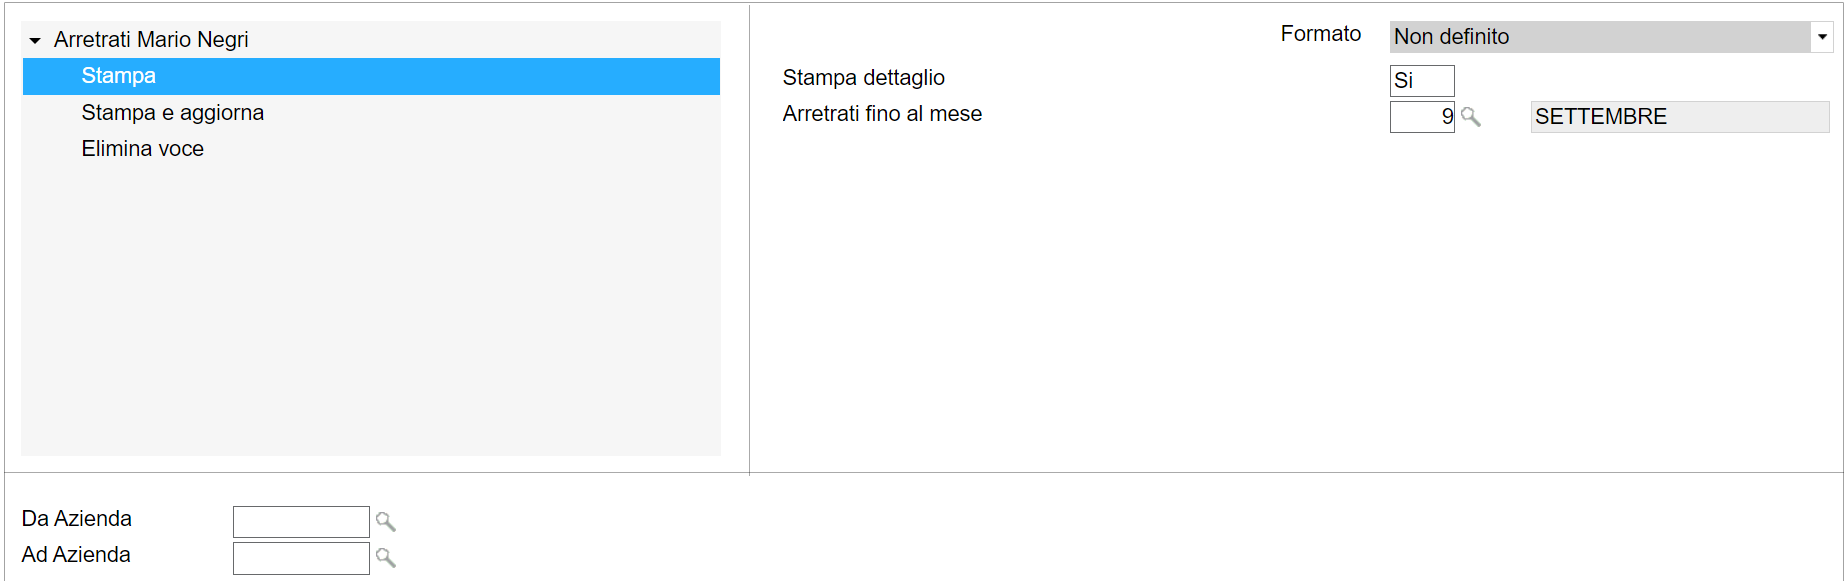 Arretrati Mario Negri
Stampa
Stampa e aggiorna
Elimina voce
Formato Non definito
Stampa dettaglio Si
Arretrati fino al mese 9 SETTEMBRE
Da Azienda
Ad Azienda